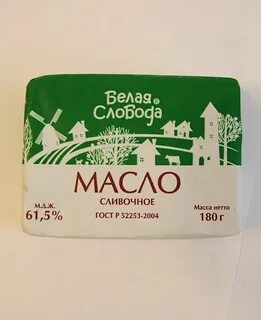 Белая
Слобода
МАСЛО
СЛИВОЧНОЕ
М.Д.Ж.
61,5%
ГОСТ Р 52253-2004
Масса нетто
180 г